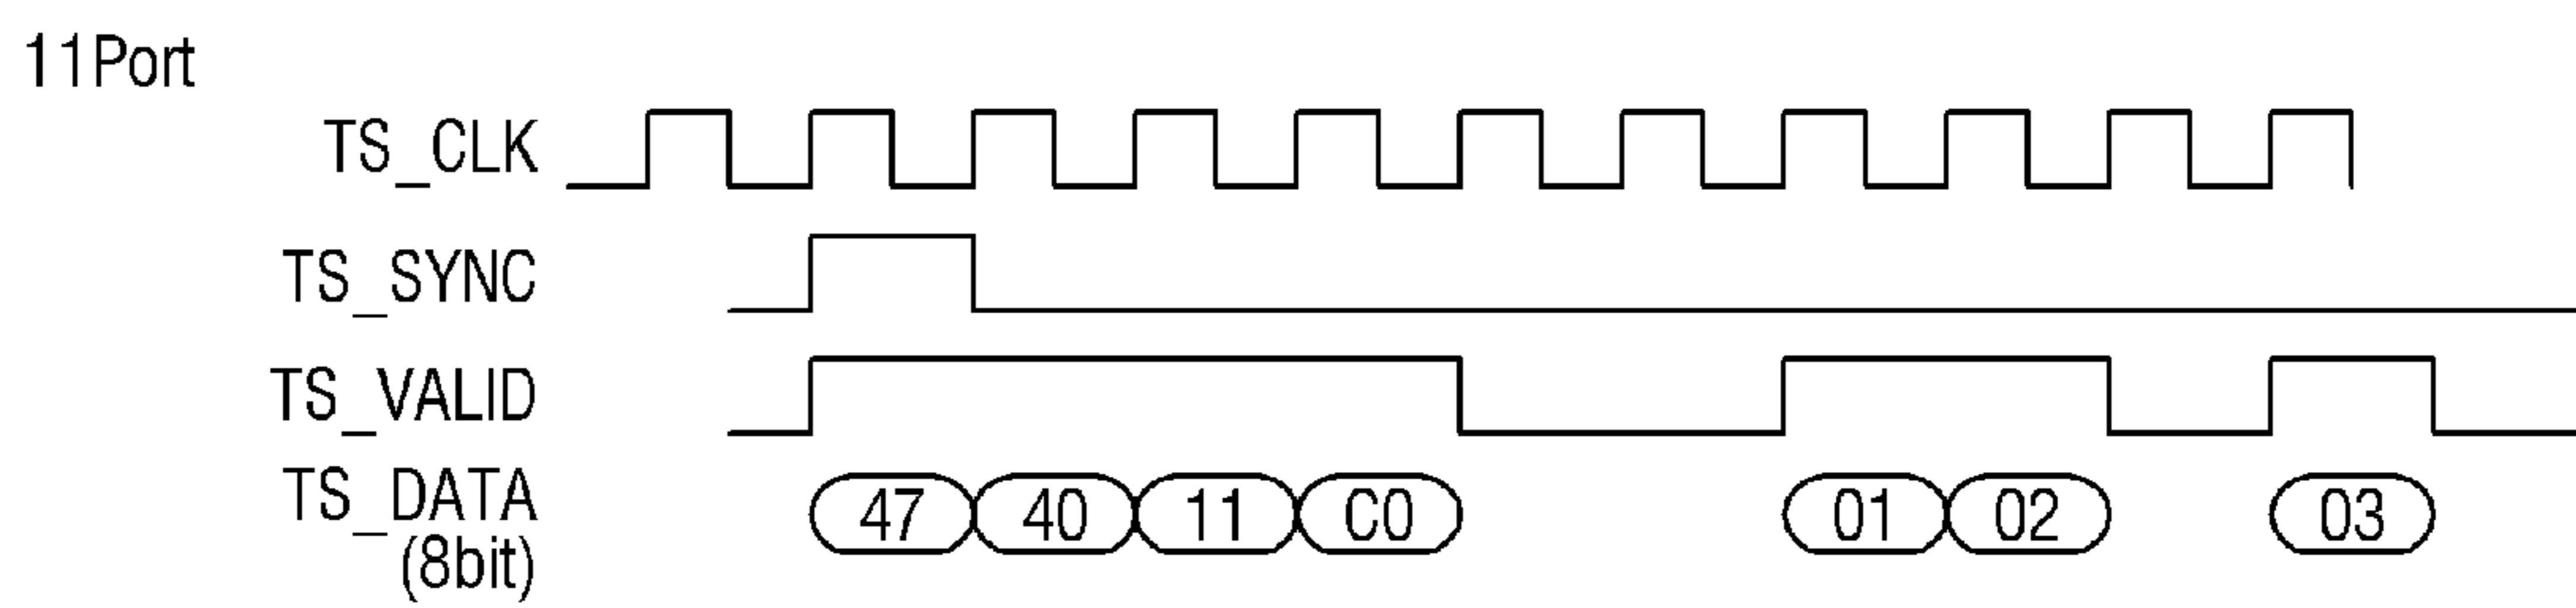 11Port
TS_CLK
TS_SYNC
TS_VALID
TS_DATA
(8bit)
47 40 11 C0 01 02 03